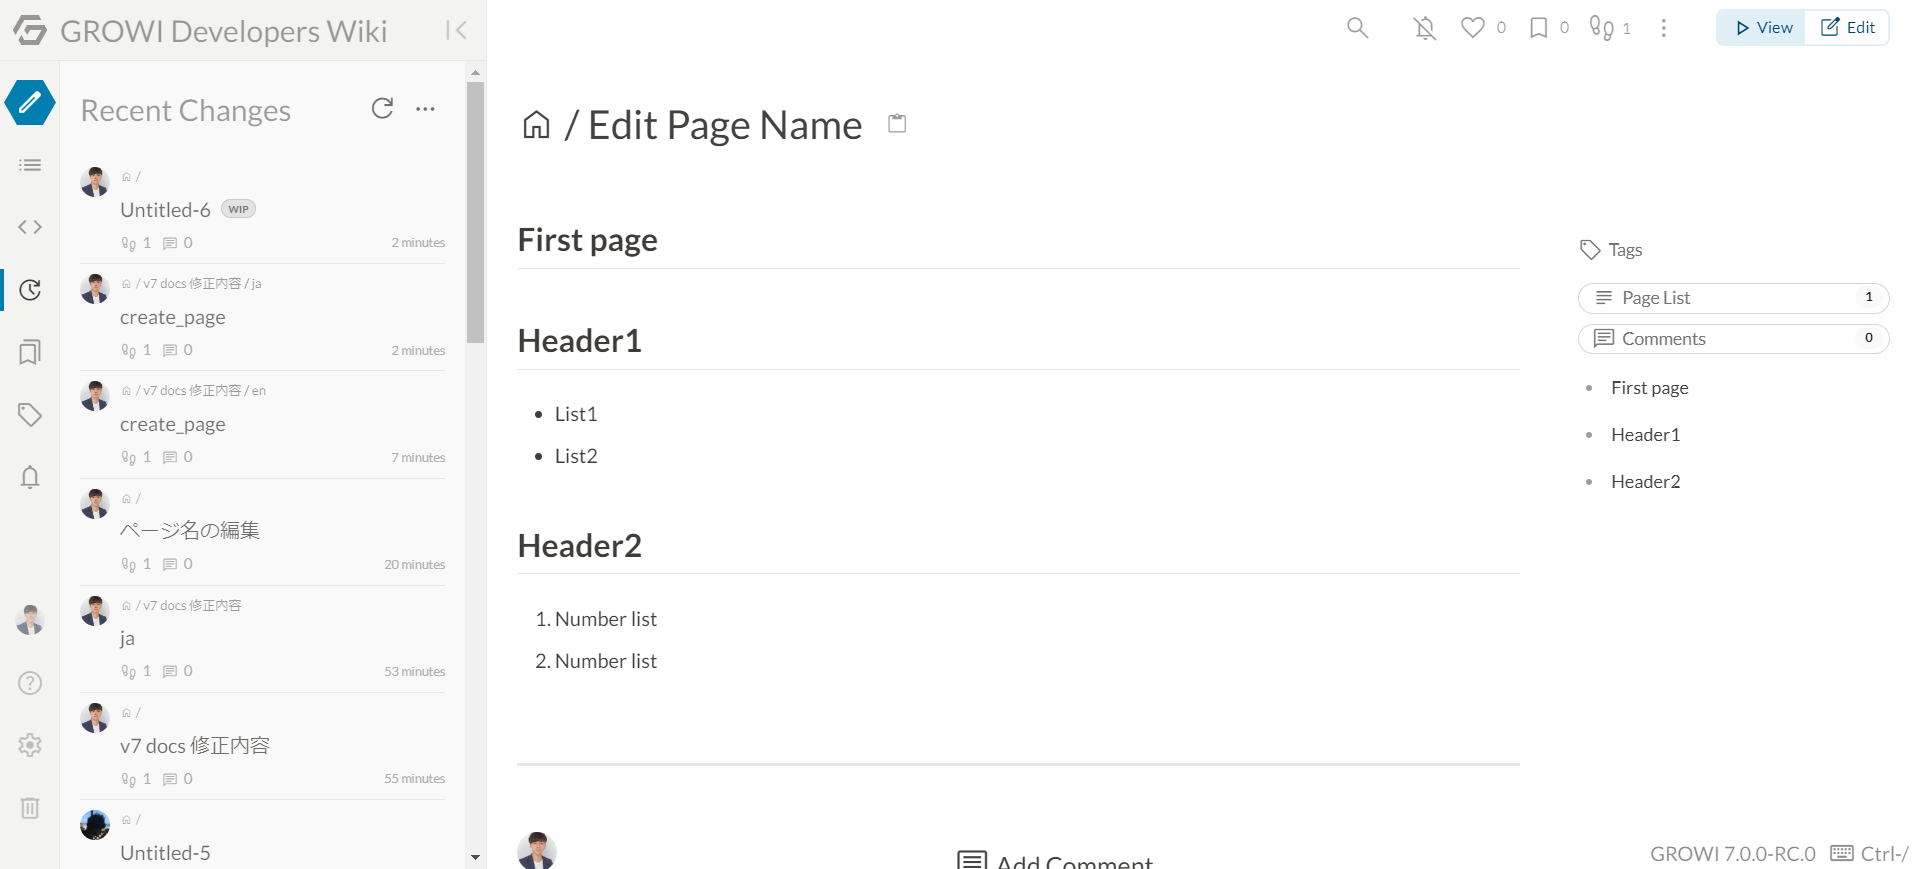 GROWI Developers Wiki
Recent Changes
/
Untitled-6 WIP
1 0 2 minutes
/ v7 docs 修正内容 / ja
create_page
1 0 2 minutes
/ v7 docs 修正内容 / en
create_page
1 0 7 minutes
/
ページ名の編集
1 0 20 minutes
/ v7 docs 修正内容
ja
1 0 53 minutes
/
v7 docs 修正内容
1 0 55 minutes
/
Untitled-5
0 0 1 View Edit
/ Edit Page Name
First page
Header1
• List1
• List2
Header2
1. Number list
2. Number list
Add Comment
Tags
Page List 1
Comments 0
• First page
• Header1
• Header2
GROWI 7.0.0-RC.0 Ctrl-/